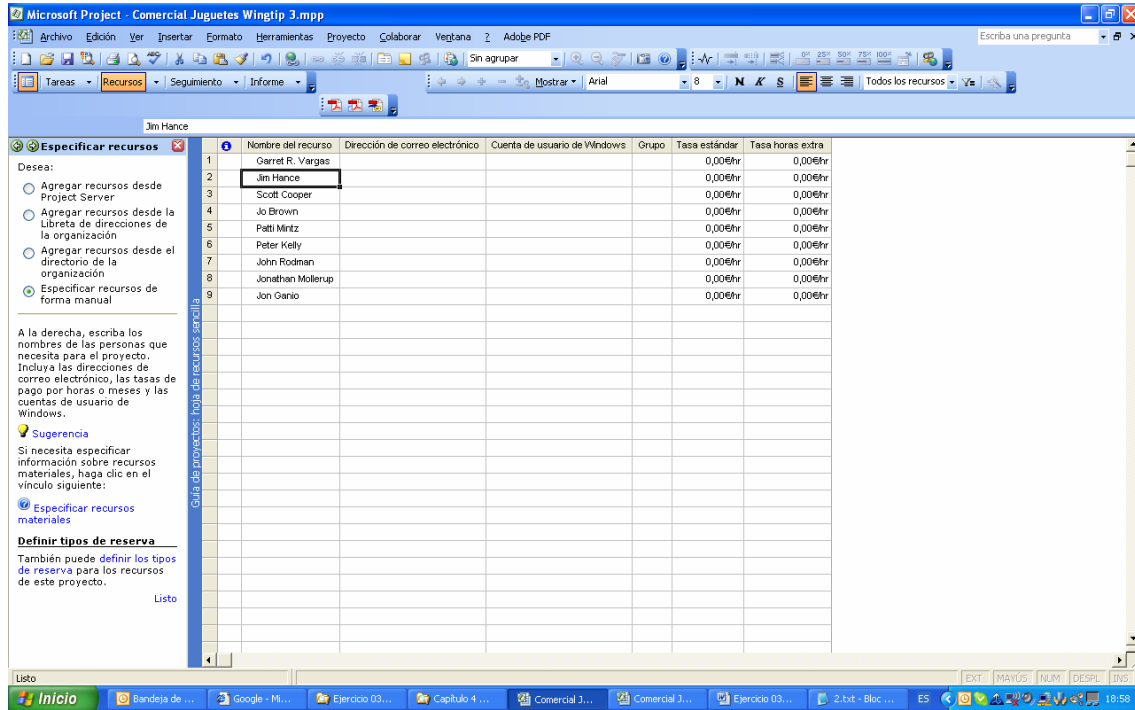 Microsoft Project - Comercial Juguetes Wingtip 3.mpp
Archivo Edición Ver Insertar Formato Herramientas Proyecto Colaborar Ventana ? Adobe PDF Escriba una pregunta
Sin agrupar 0% 25% 50% 75% 100%
Tareas Recursos Seguimiento Informe Mostrar Arial 8 N K S Todos los recursos
Jim Hance
Especificar recursos
Desea:
Agregar recursos desde
Project Server
Agregar recursos desde la
Libreta de direcciones de
la organización
Agregar recursos desde el
directorio de la
organización
Especificar recursos de
forma manual
A la derecha, escriba los
nombres de las personas que
necesita para el proyecto.
Incluya las direcciones de
correo electrónico, las tasas de
pago por horas o meses y las
cuentas de usuario de
Windows.
Sugerencia
Si necesita especificar
información sobre recursos
materiales, haga clic en el
vínculo siguiente:
Especificar recursos
materiales
Definir tipos de reserva
También puede definir los tipos
de reserva para los recursos
de este proyecto.
Listo
Guía de proyectos: hoja de recursos sencilla
Nombre del recurso Dirección de correo electrónico Cuenta de usuario de Windows Grupo Tasa estándar Tasa horas extra
1 Garret R. Vargas 0,00€/hr 0,00€/hr
2 Jim Hance 0,00€/hr 0,00€/hr
3 Scott Cooper 0,00€/hr 0,00€/hr
4 Jo Brown 0,00€/hr 0,00€/hr
5 Patti Mintz 0,00€/hr 0,00€/hr
6 Peter Kelly 0,00€/hr 0,00€/hr
7 John Rodman 0,00€/hr 0,00€/hr
8 Jonathan Mollerup 0,00€/hr 0,00€/hr
9 Jon Ganio 0,00€/hr 0,00€/hr
Listo EXT MAYÚS NUM DESPL INS
Inicio Bandeja de ... Google - Mi... Ejercicio 03... Capítulo 4 ... Comercial J... Comercial J... Ejercicio 03... 2.txt - Bloc ... ES 18:58